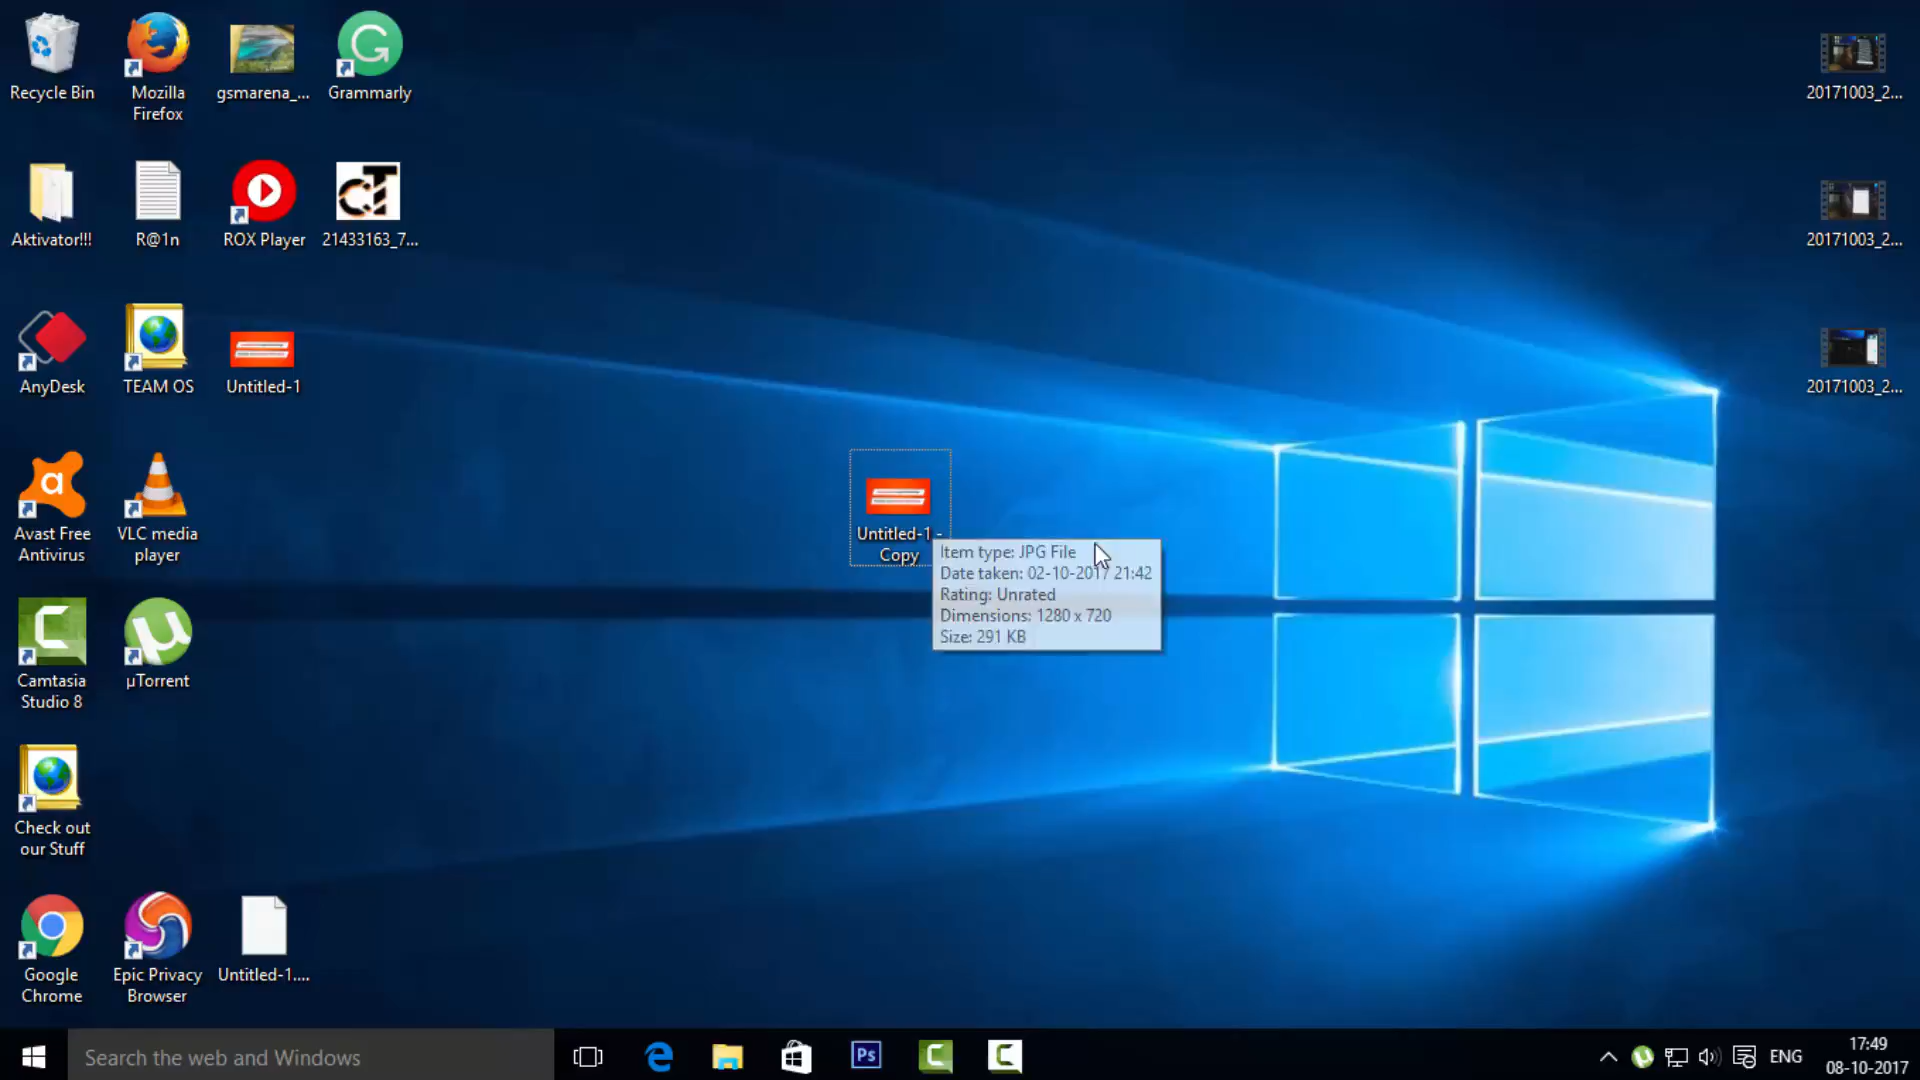 Recycle Bin
Mozilla
Firefox
gsmarena_...
Grammarly
20171003_2...
Aktivator!!!
R@1n
ROX Player
CT
21433163_7...
20171003_2...
AnyDesk
TEAM OS
Untitled-1
20171003_2...
Avast Free
Antivirus
VLC media
player
Untitled-1 -
Copy
Item type: JPG File
Date taken: 02-10-2017 21:42
Rating: Unrated
Dimensions: 1280 x 720
Size: 291 KB
Camtasia
Studio 8
µTorrent
Check out
our Stuff
Google
Chrome
Epic Privacy
Browser
Untitled-1....
Search the web and Windows
Ps
ENG
17:49
08-10-2017